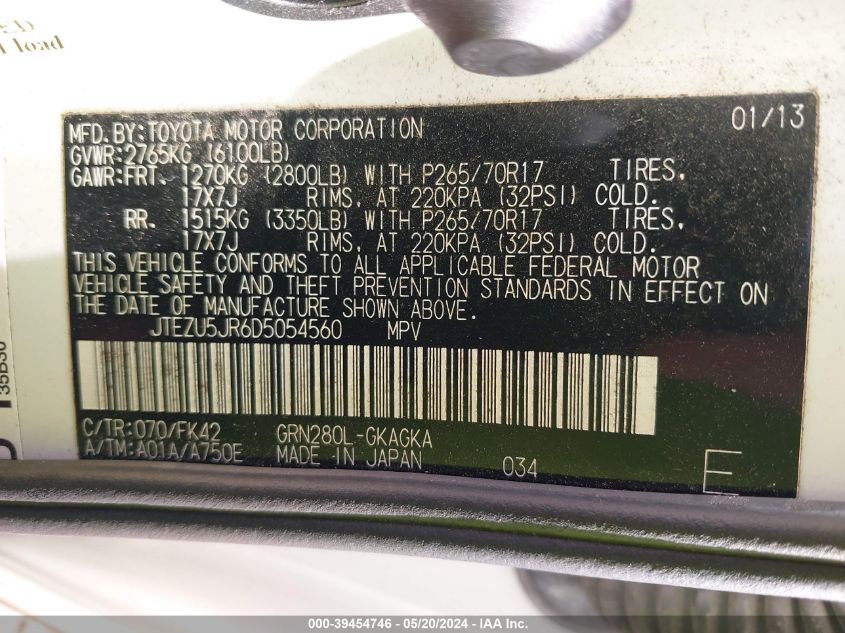 ED
load
01/13
MFD. BY: TOYOTA MOTOR CORPORATION
GVWR: 2765KG (6100LB)
GAWR: FRT. 1270KG (2800LB) WITH P265/70R17 TIRES,
17X7J RIMS, AT 220KPA (32PSI) COLD.
RR. 1515KG (3350LB) WITH P265/70R17 TIRES,
17X7J RIMS, AT 220KPA (32PSI) COLD.
THIS VEHICLE CONFORMS TO ALL APPLICABLE FEDERAL MOTOR
VEHICLE SAFETY AND THEFT PREVENTION STANDARDS IN EFFECT ON
THE DATE OF MANUFACTURE SHOWN ABOVE.
JTEZU5JR6D5054560 MPV
C/TR: 070/FK42 GRN280L-GKAGKA
A/TM: A01A/A750E MADE IN JAPAN 034 E
35B30
000-39454746 - 05/20/2024 - IAA Inc.